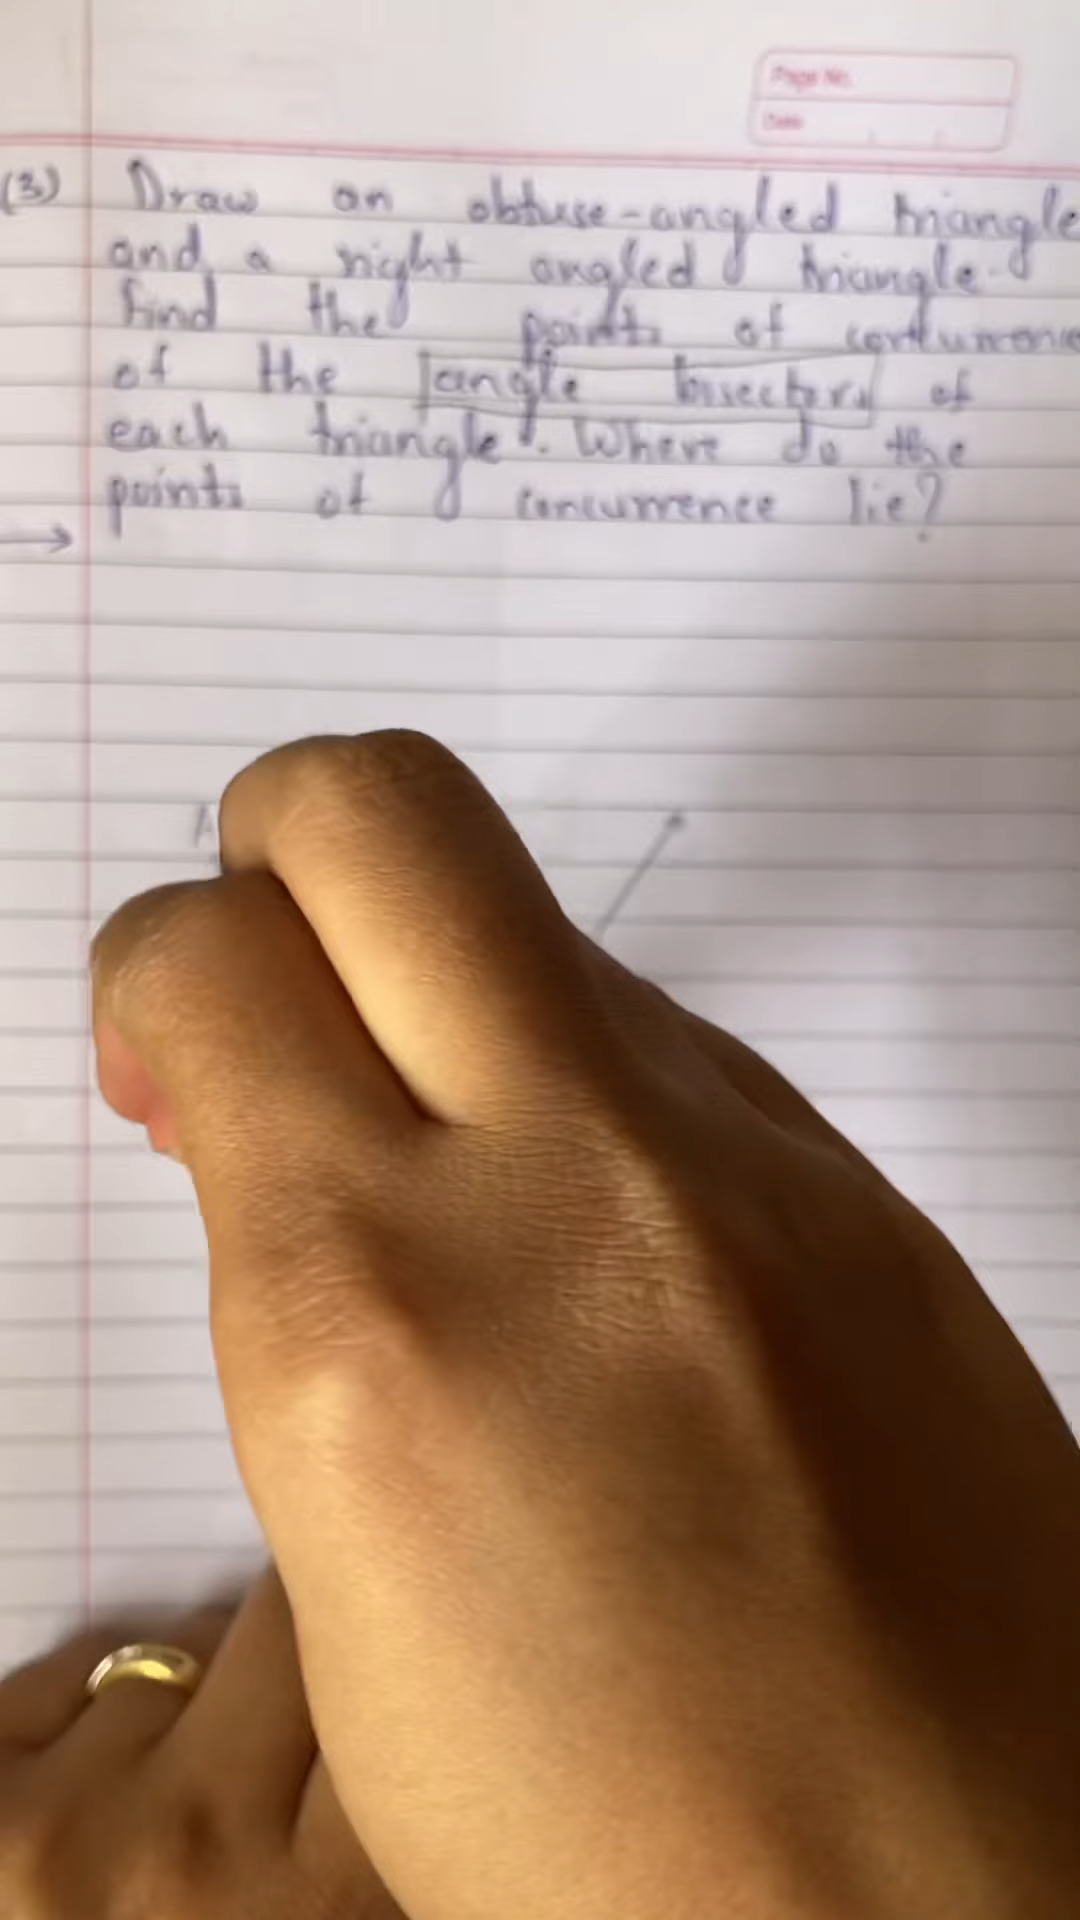 Page No.
Date
(3) Draw an obtuse-angled triangle
and a right angled triangle.
find the points of concurrence
of the angle bisectors of
each triangle. Where do the
points of concurrence lie?
A